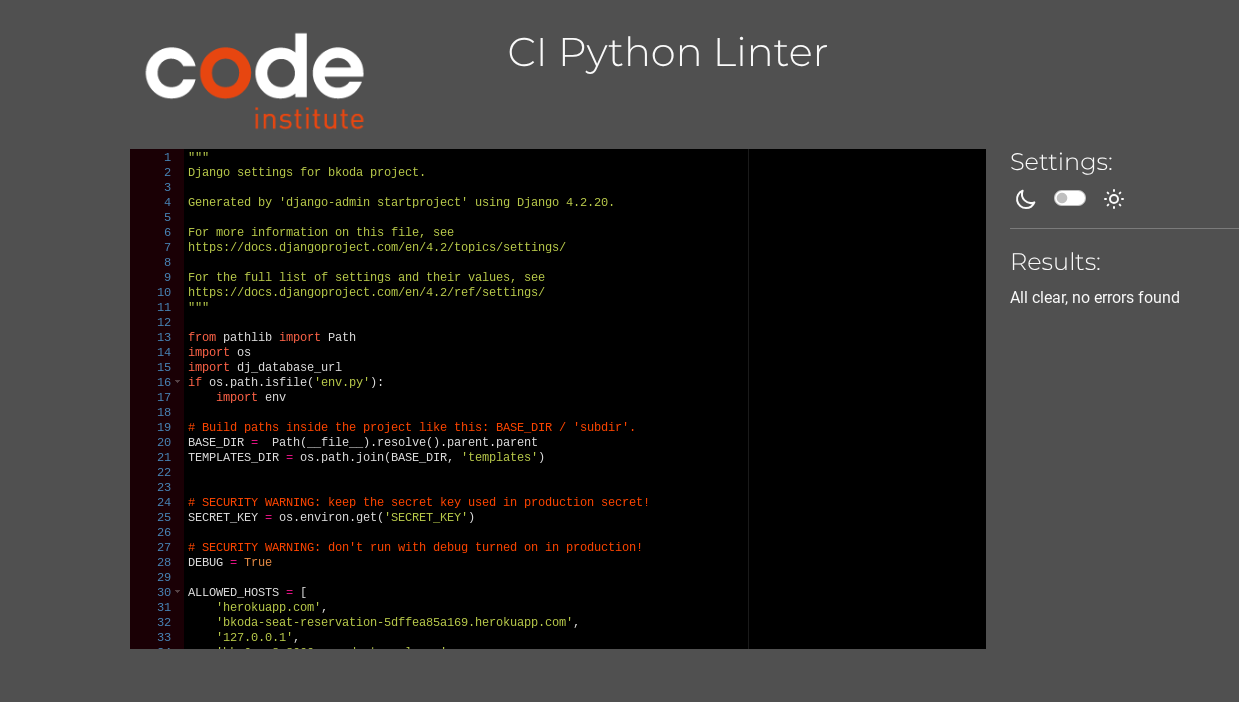 code
institute
CI Python Linter
1 """
2 Django settings for bkoda project.
3
4 Generated by 'django-admin startproject' using Django 4.2.20.
5
6 For more information on this file, see
7 https://docs.djangoproject.com/en/4.2/topics/settings/
8
9 For the full list of settings and their values, see
10 https://docs.djangoproject.com/en/4.2/ref/settings/
11 """
12
13 from pathlib import Path
14 import os
15 import dj_database_url
16 if os.path.isfile('env.py'):
17     import env
18
19 # Build paths inside the project like this: BASE_DIR / 'subdir'.
20 BASE_DIR =  Path(__file__).resolve().parent.parent
21 TEMPLATES_DIR = os.path.join(BASE_DIR, 'templates')
22
23
24 # SECURITY WARNING: keep the secret key used in production secret!
25 SECRET_KEY = os.environ.get('SECRET_KEY')
26
27 # SECURITY WARNING: don't run with debug turned on in production!
28 DEBUG = True
29
30 ALLOWED_HOSTS = [
31     'herokuapp.com',
32     'bkoda-seat-reservation-5dffea85a169.herokuapp.com',
33     '127.0.0.1',
Settings:
Results:
All clear, no errors found